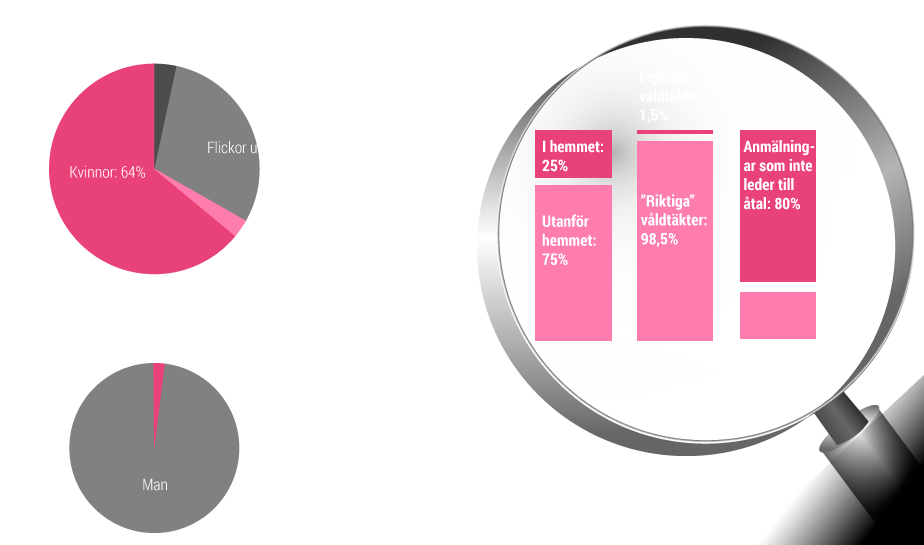 Fejkade
våldtäkter:
1,5%
I hemmet:
25%
Anmälning-
ar som inte
leder till
åtal: 80%
Flickor u
Kvinnor: 64%
"Riktiga"
våldtäkter:
98,5%
Utanför
hemmet:
75%
Man